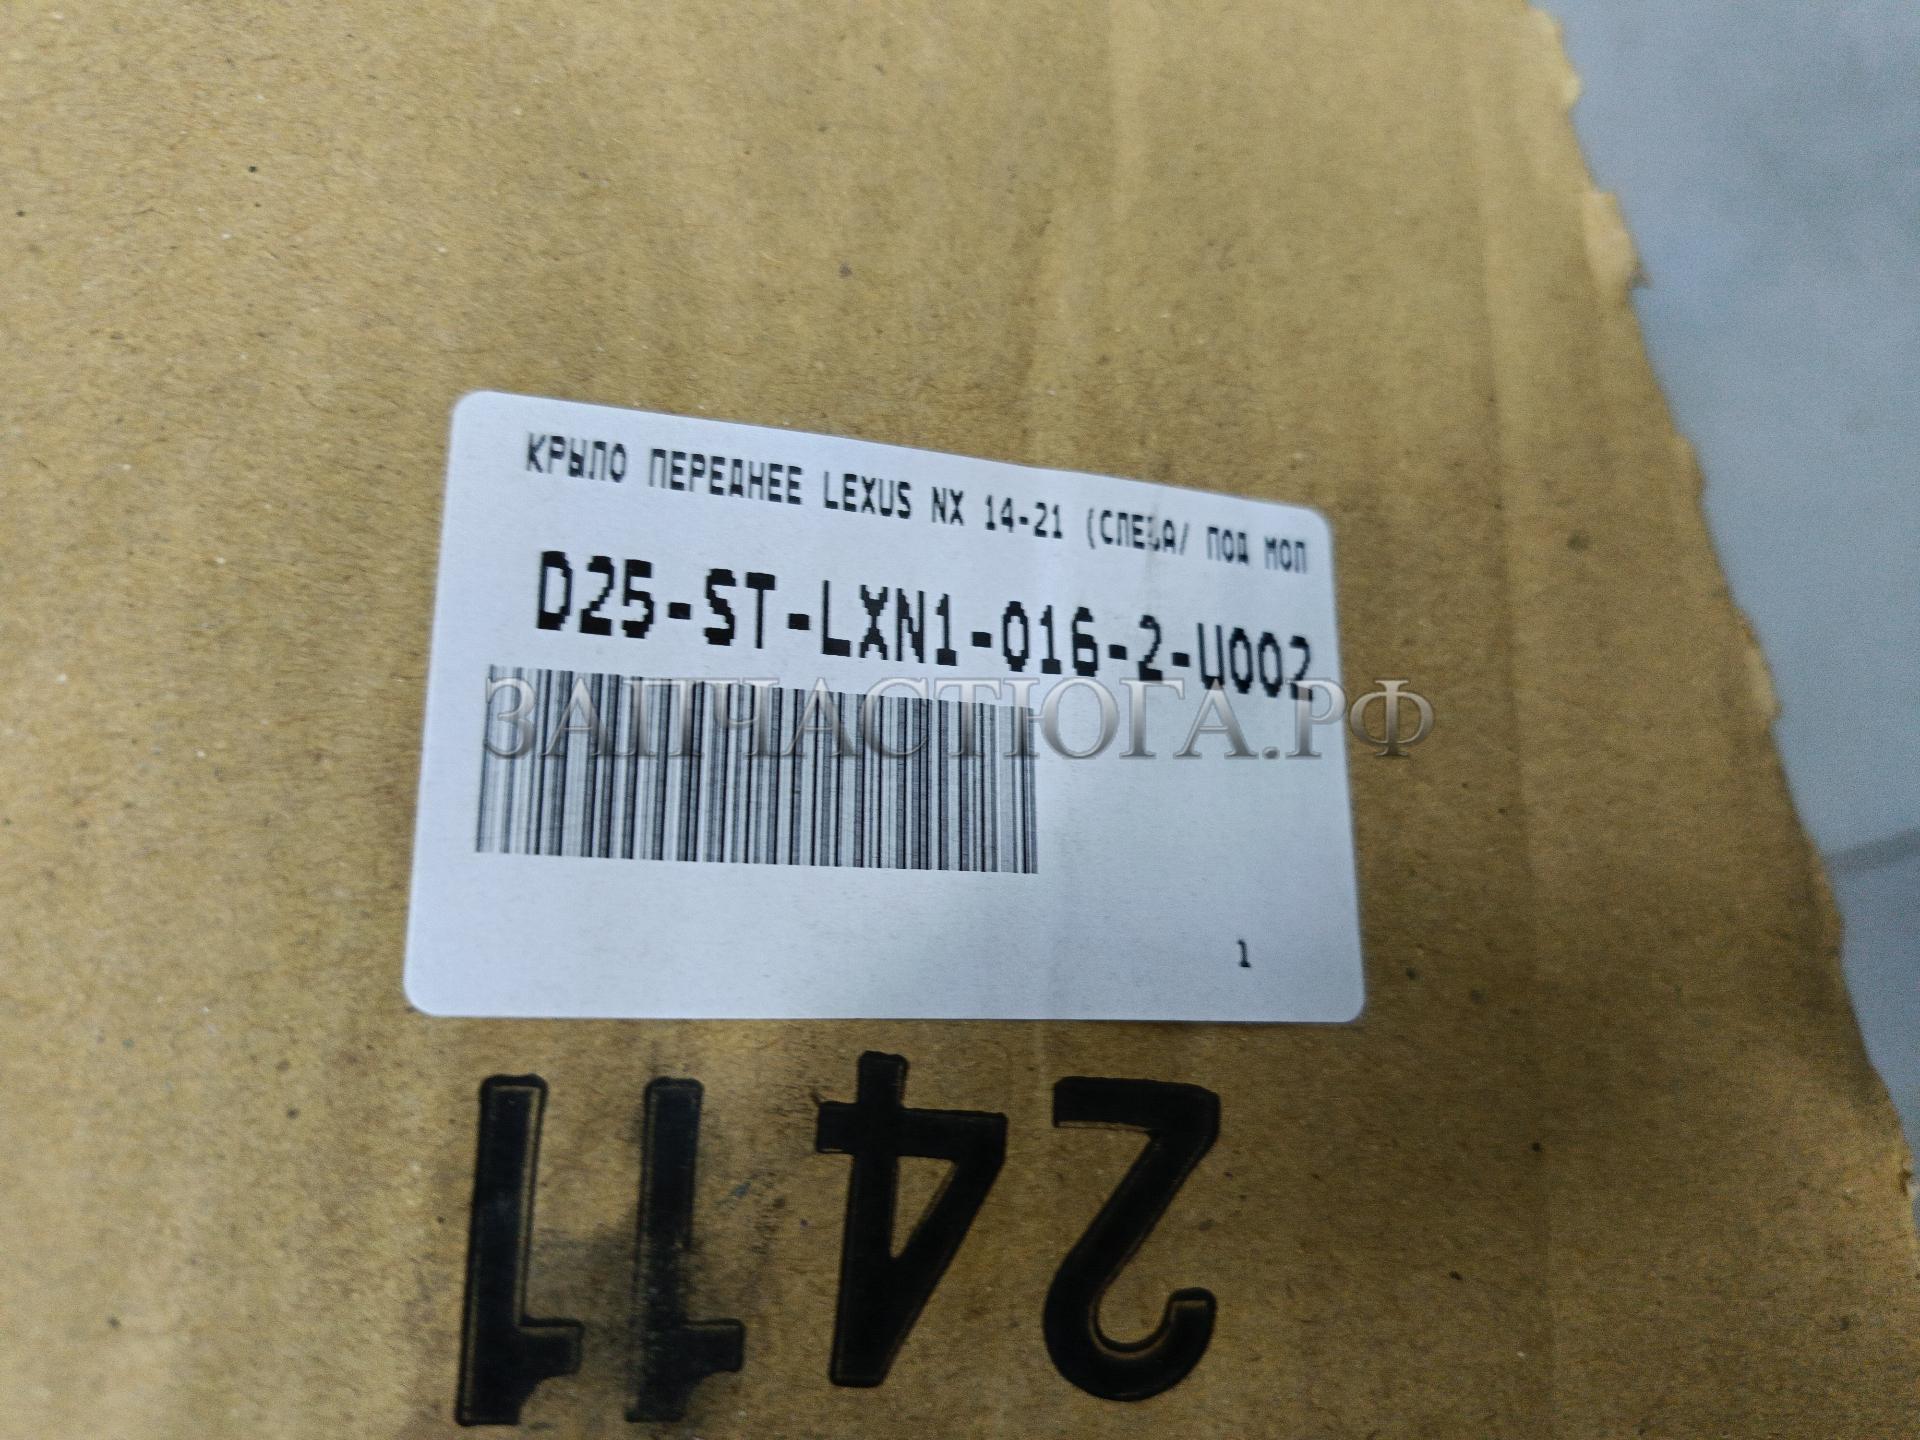 КРЫЛО ПЕРЕДНЕЕ LEXUS NX 14-21 (СЛЕВА/ ПОД МОЛ
D25-ST-LXN1-016-2-U002
ЗАПЧАСТЮГА.РФ
1
2411